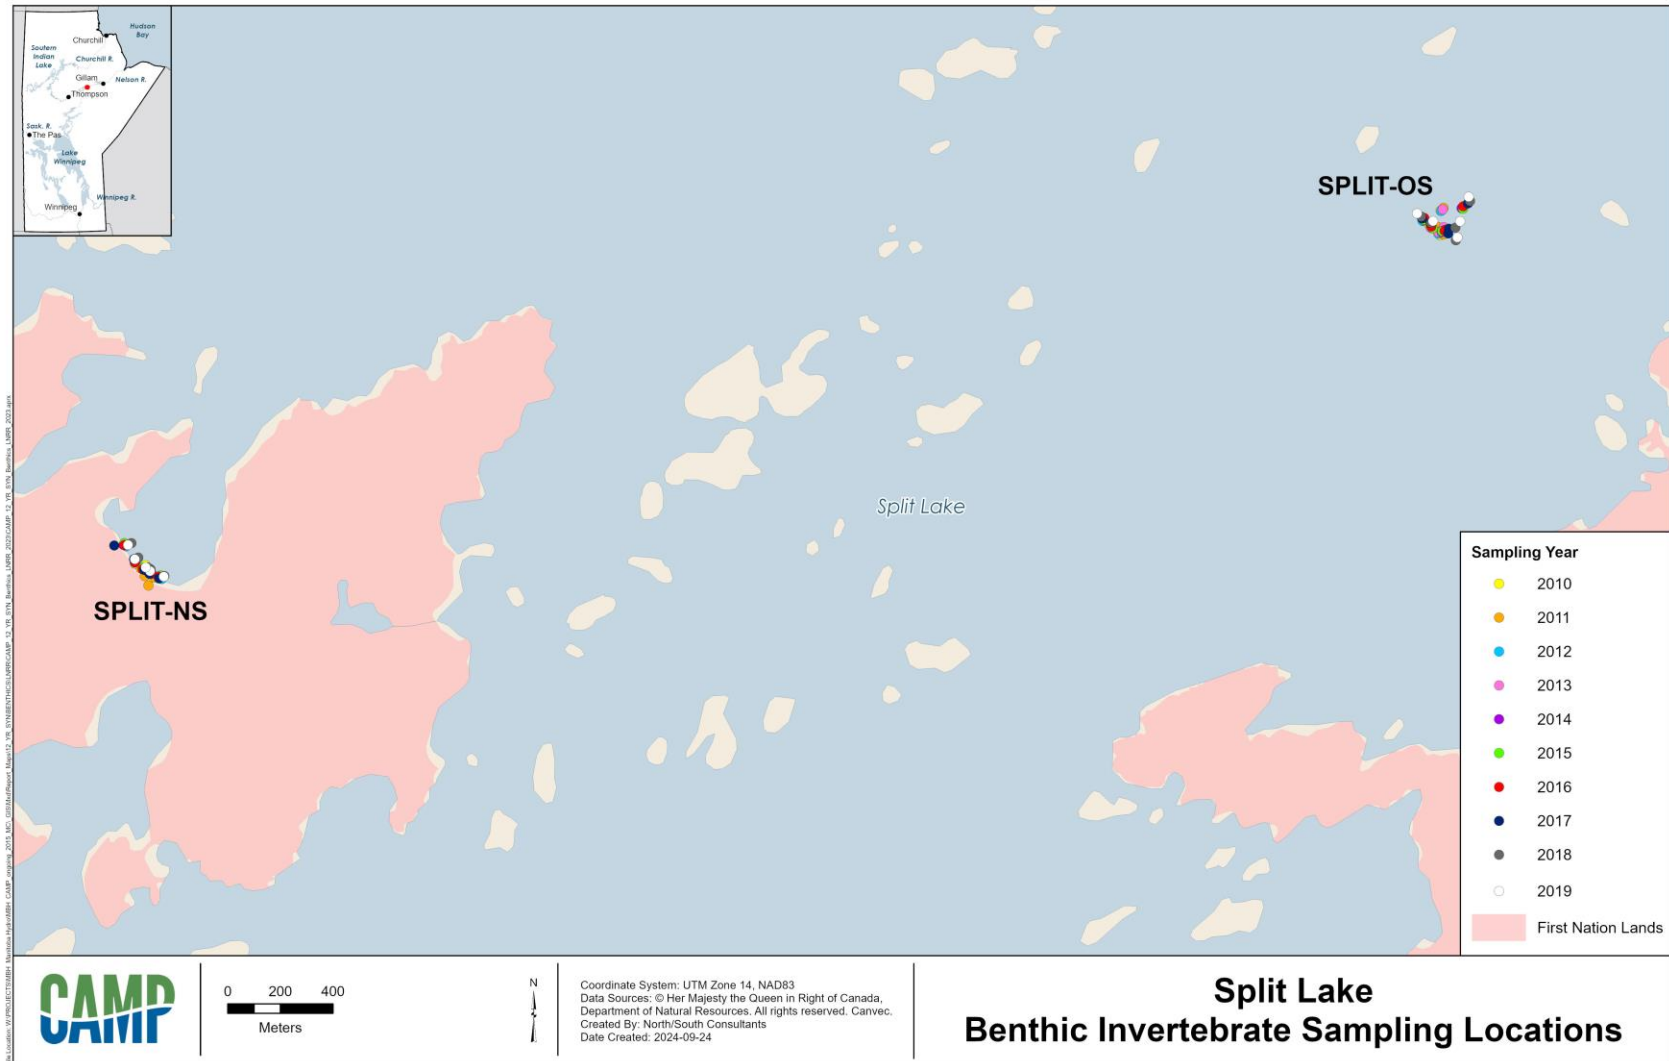 Hudson
Bay
Churchill
Soutern
Indian
Lake
Churchill R.
Gillam
Nelson R.
Thompson
Sask. R.
The Pas
Lake
Winnipeg
Winnipeg R.
Winnipeg
SPLIT-OS
Split Lake
SPLIT-NS
Sampling Year
2010
2011
2012
2013
2014
2015
2016
2017
2018
2019
First Nation Lands
CAMP
0 200 400
Meters
N
Coordinate System: UTM Zone 14, NAD83
Data Sources: © Her Majesty the Queen in Right of Canada,
Department of Natural Resources. All rights reserved. Canvec.
Created By: North/South Consultants
Date Created: 2024-09-24
Split Lake
Benthic Invertebrate Sampling Locations